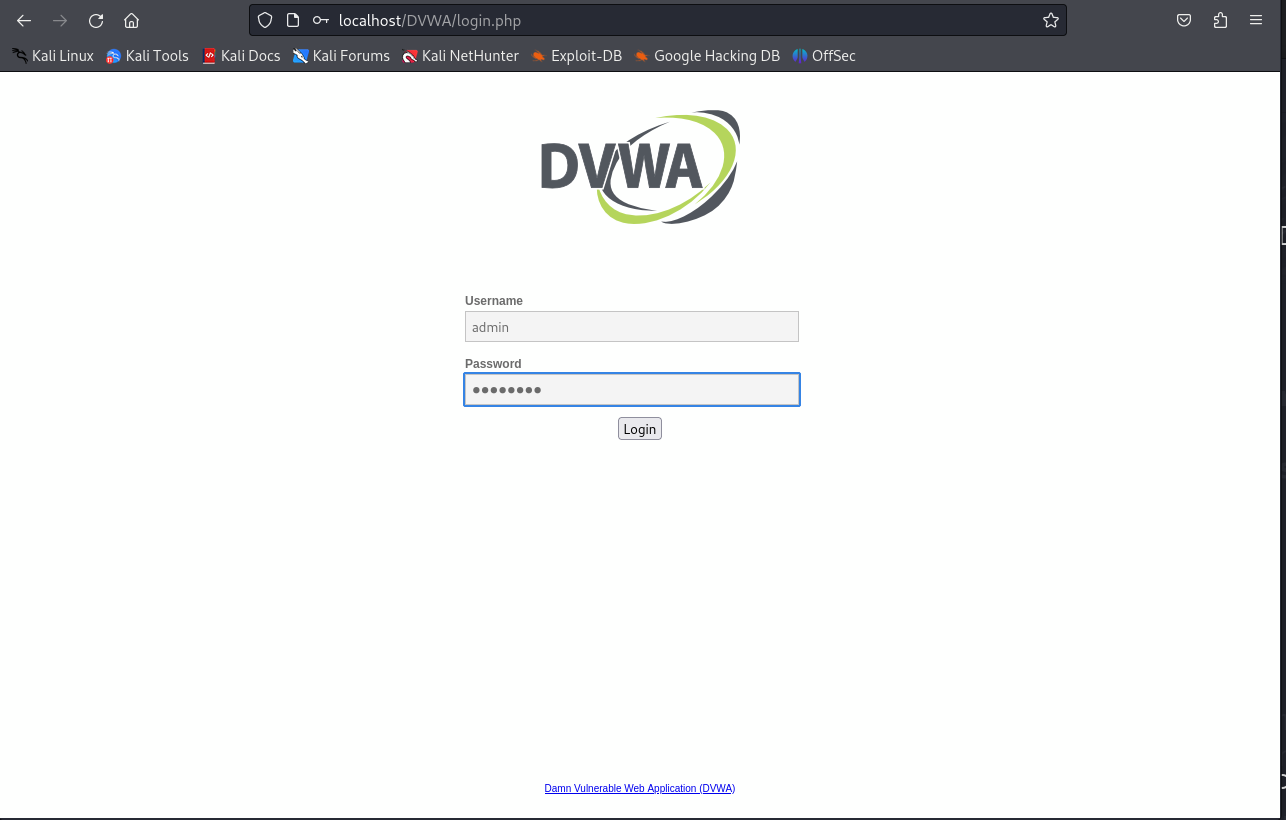 localhost/DVWA/login.php
Kali Linux Kali Tools Kali Docs Kali Forums Kali NetHunter Exploit-DB Google Hacking DB OffSec
DVWA
Username
admin
Password
••••••••
Login
Damn Vulnerable Web Application (DVWA)